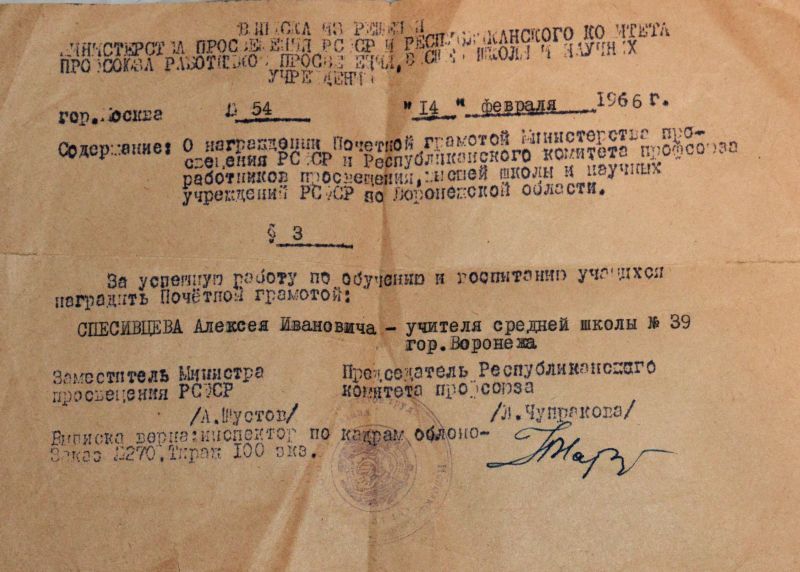 ВЫПИСКА ИЗ РЕШЕНИЯ
МИНИСТЕРСТВА ПРОСВЕЩЕНИЯ РСФСР И РЕСПУБЛИКАНСКОГО КОМИТЕТА
ПРОФСОЮЗА РАБОТНИКОВ ПРОСВЕЩЕНИЯ, ВЫСШЕЙ ШКОЛЫ И НАУЧНЫХ
УЧРЕЖДЕНИЙ
гор. Москва № 54 "14" февраля 1966 г.
Содержание: О награждении Почетной грамотой Министерства про-
свещения РСФСР и Республиканского комитета профсоюза
работников просвещения, высшей школы и научных
учреждений РСФСР по Воронежской области.
§ 3
За успешную работу по обучению и воспитанию учащихся
наградить Почётной грамотой:
СПЕСИВЦЕВА Алексея Ивановича - учителя средней школы № 39
гор. Воронежа
Заместитель Министра Председатель Республиканского
просвещения РСФСР комитета профсоюза
/А.Шустов/ /Л.Чупракова/
Выписка верна: инспектор по кадрам облоно-
Заказ №270. Тираж 100 экз.